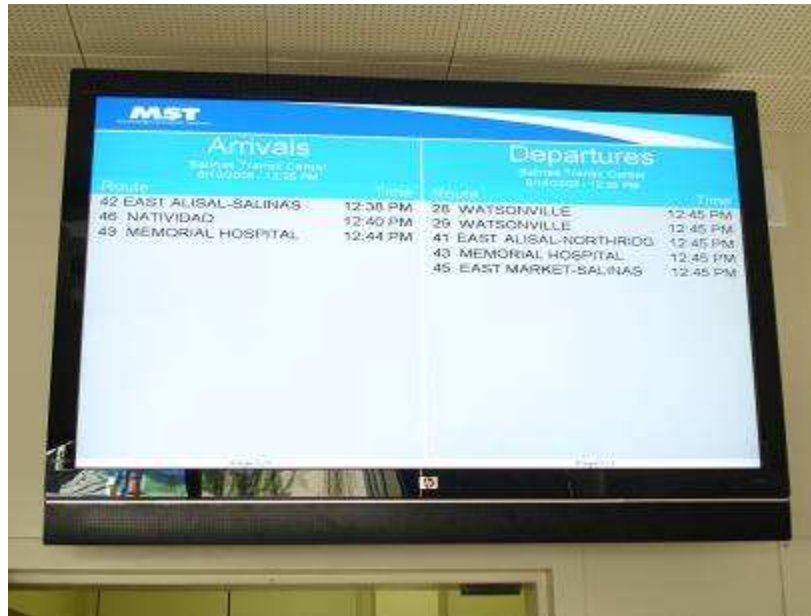 MST
Arrivals
Salinas Transit Center
Route Time
42 EAST ALISAL-SALINAS 12:38 PM
46 NATIVIDAD 12:40 PM
49 MEMORIAL HOSPITAL 12:44 PM
Departures
Salinas Transit Center
Route Time
28 WATSONVILLE 12:45 PM
29 WATSONVILLE 12:45 PM
41 EAST ALISAL-NORTHRIDG 12:45 PM
43 MEMORIAL HOSPITAL 12:45 PM
45 EAST MARKET-SALINAS 12:45 PM
hp